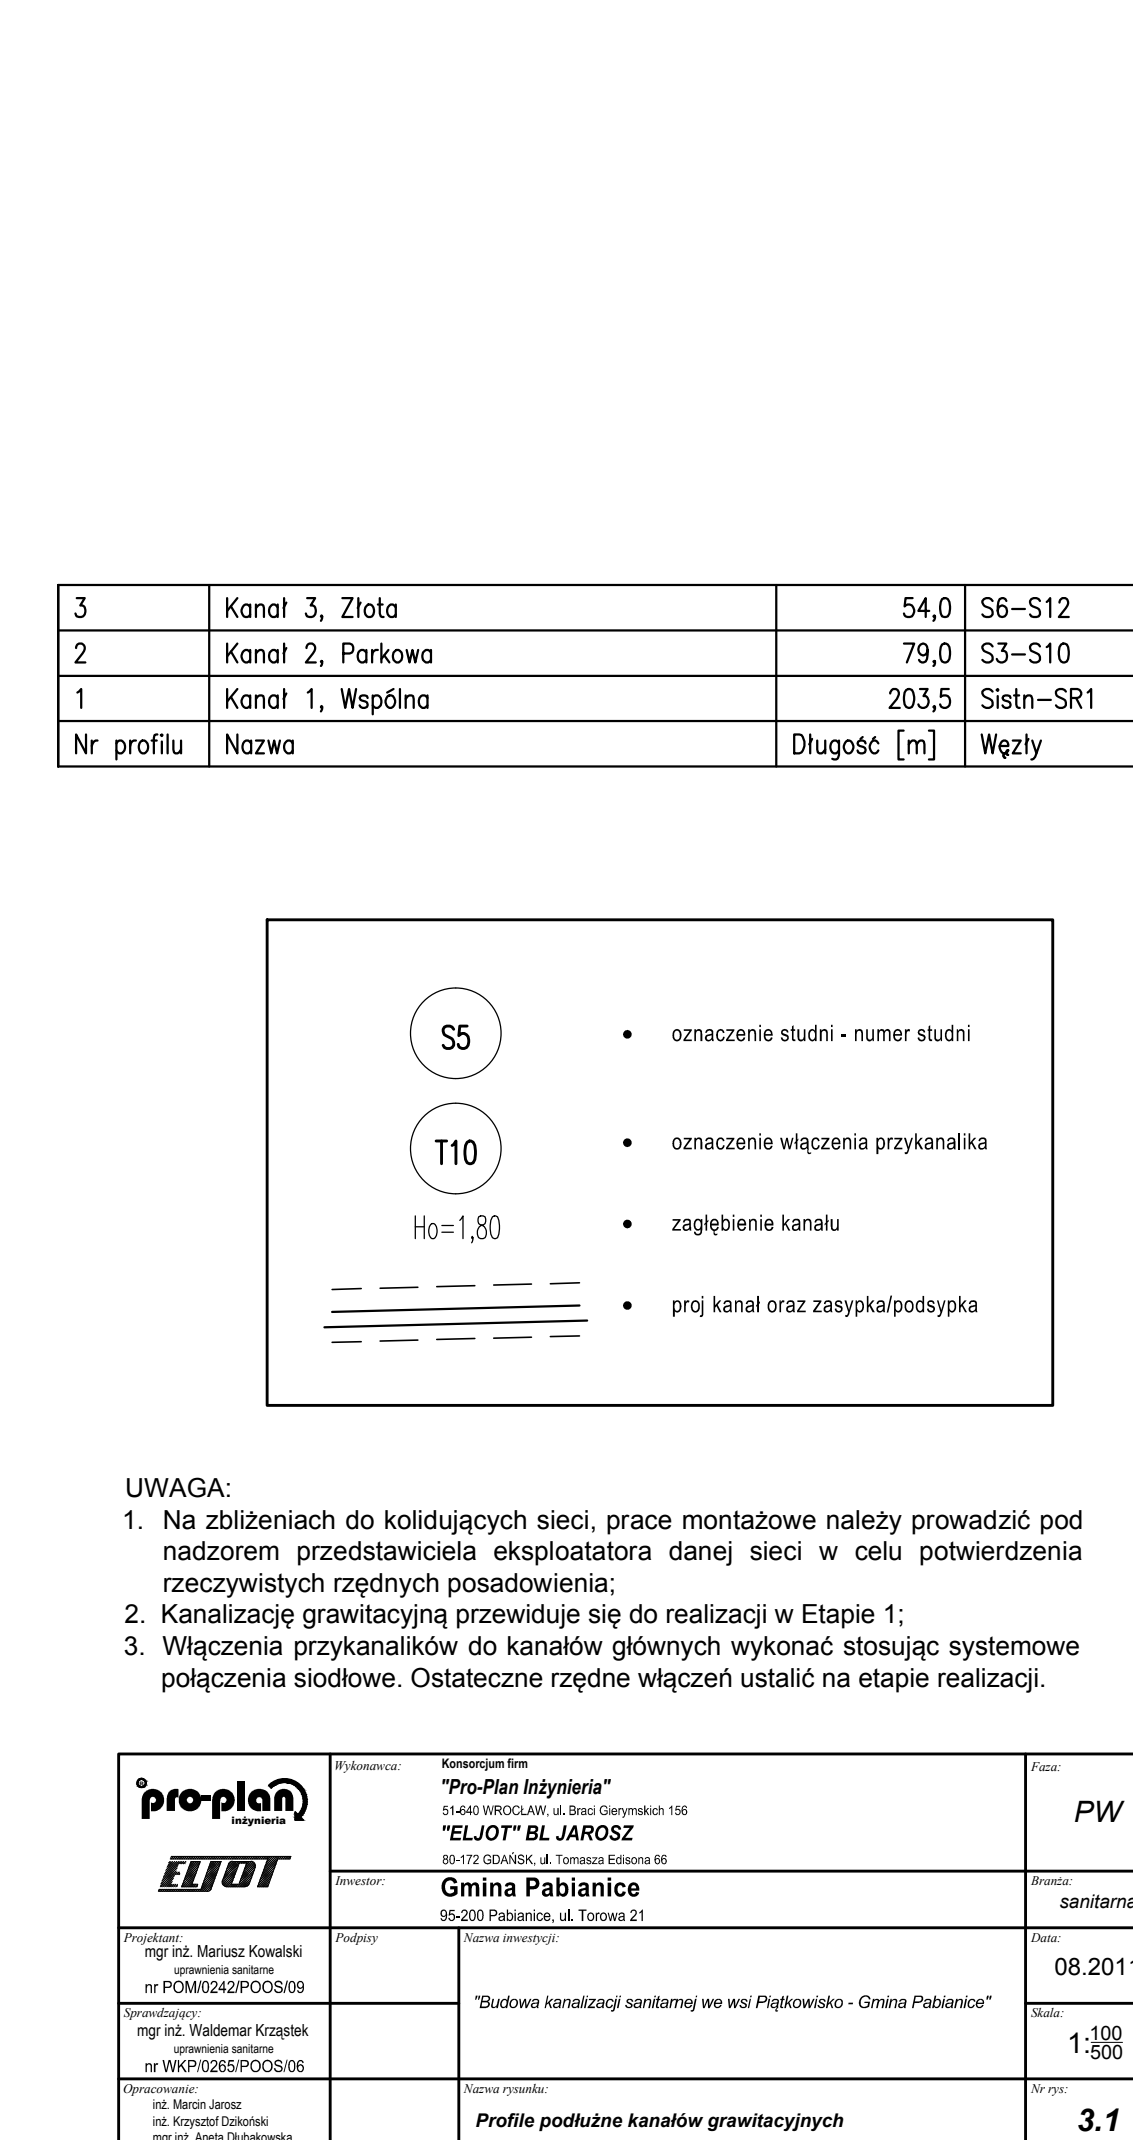 3 Kanał 3, Złota 54,0 S6-S12
2 Kanał 2, Parkowa 79,0 S3-S10
1 Kanał 1, Wspólna 203,5 Sistn-SR1
Nr profilu Nazwa Długość [m] Węzły
S5 • oznaczenie studni - numer studni
T10 • oznaczenie włączenia przykanalika
Ho=1,80 • zagłębienie kanału
• proj kanał oraz zasypka/podsypka
UWAGA:
1. Na zbliżeniach do kolidujących sieci, prace montażowe należy prowadzić pod
nadzorem przedstawiciela eksploatatora danej sieci w celu potwierdzenia
rzeczywistych rzędnych posadowienia;
2. Kanalizację grawitacyjną przewiduje się do realizacji w Etapie 1;
3. Włączenia przykanalików do kanałów głównych wykonać stosując systemowe
połączenia siodłowe. Ostateczne rzędne włączeń ustalić na etapie realizacji.
pro-plan
inżynieria
ELJOT
Wykonawca: Konsorcjum firm
"Pro-Plan Inżynieria"
51-640 WROCŁAW, ul. Braci Gierymskich 156
"ELJOT" BL JAROSZ
80-172 GDAŃSK, ul. Tomasza Edisona 66
Faza:
PW
Inwestor: Gmina Pabianice
95-200 Pabianice, ul. Torowa 21
Branża:
sanitarna
Projektant:
mgr inż. Mariusz Kowalski
uprawnienia sanitarne
nr POM/0242/POOS/09
Podpisy
Nazwa inwestycji:
"Budowa kanalizacji sanitarnej we wsi Piątkowisko - Gmina Pabianice"
Data:
08.2011
Sprawdzający:
mgr inż. Waldemar Krząstek
uprawnienia sanitarne
nr WKP/0265/POOS/06
Skala:
1:100/500
Opracowanie:
inż. Marcin Jarosz
inż. Krzysztof Dzikoński
mgr inż. Aneta Dłubakowska
Nazwa rysunku:
Profile podłużne kanałów grawitacyjnych
Nr rys:
3.1